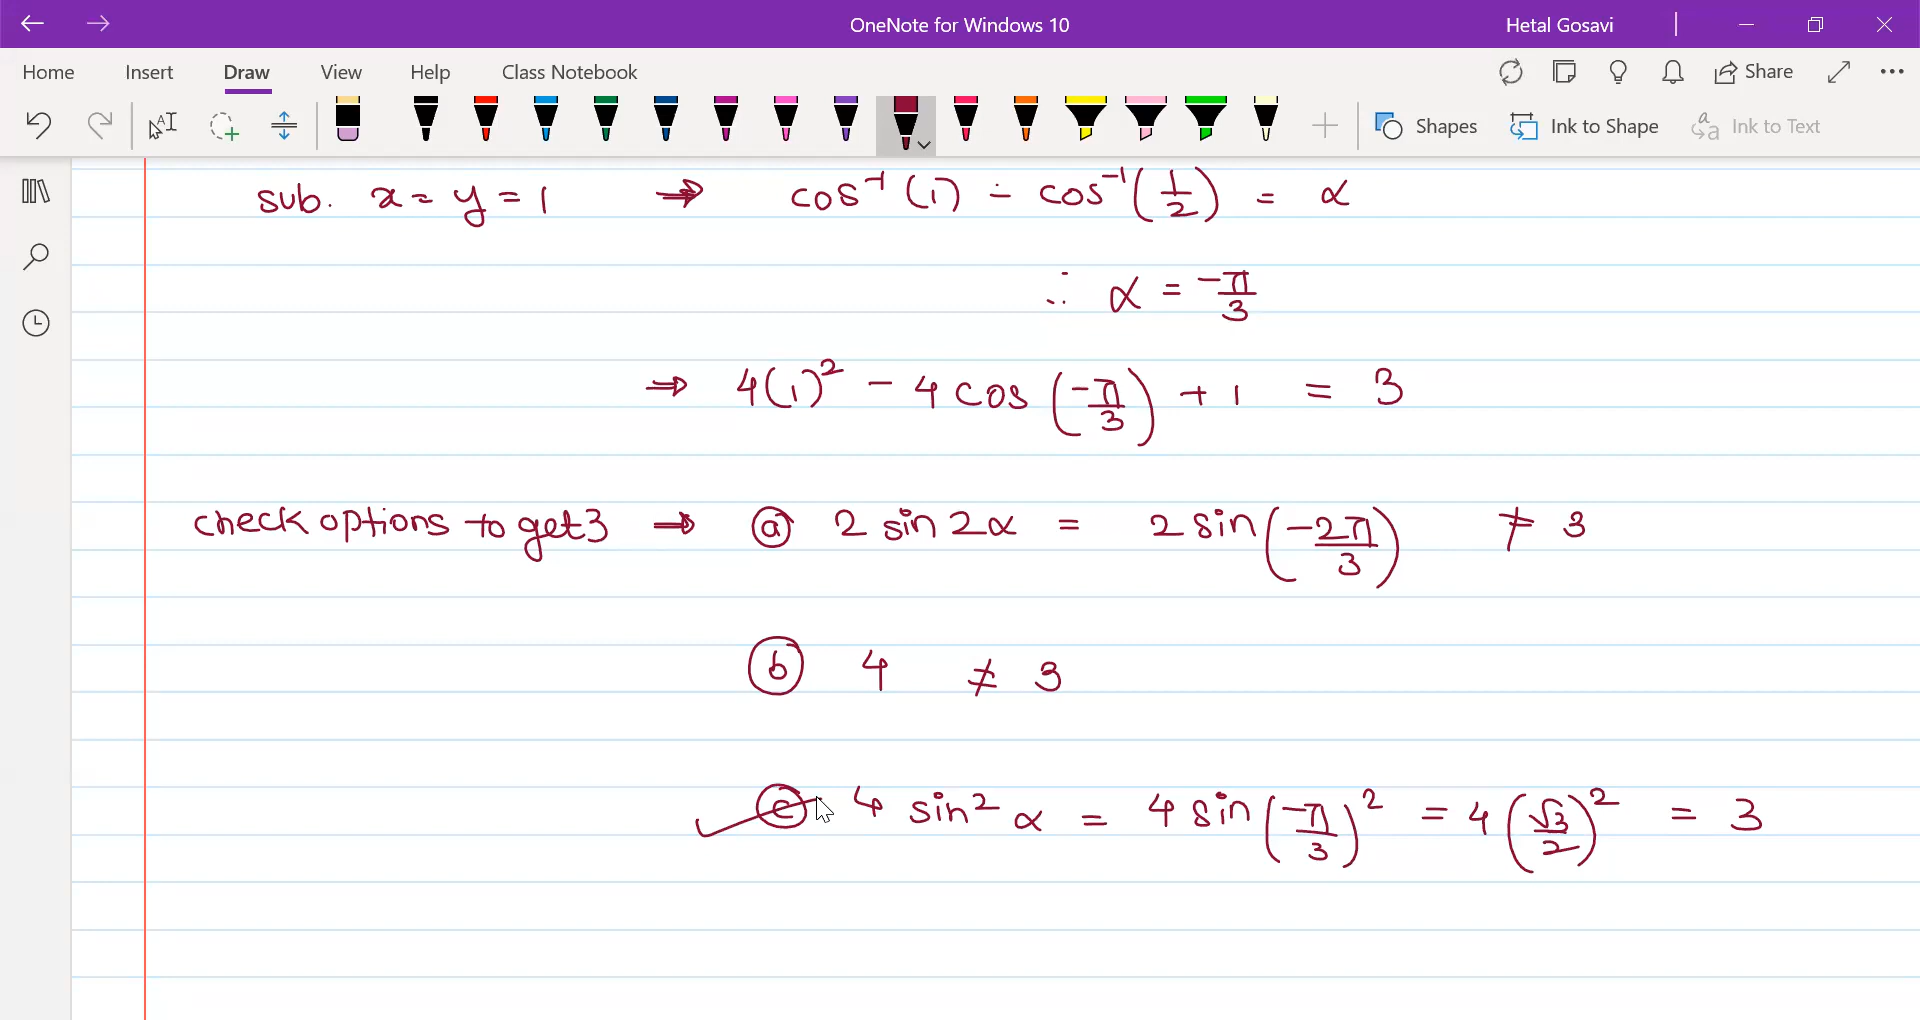 OneNote for Windows 10
Hetal Gosavi
Home Insert Draw View Help Class Notebook Share
Shapes Ink to Shape Ink to Text
sub. x = y = 1 ⇒ cos⁻¹ (1) - cos⁻¹ (1/2) = α
∴ α = -π/3
⇒ 4(1)² - 4 cos (-π/3) + 1 = 3
check options to get 3 ⇒ ⓐ 2 sin 2α = 2 sin (-2π/3) ≠ 3
ⓑ 4 ≠ 3
✓ ⓒ 4 sin² α = 4 sin (-π/3)² = 4 (√3/2)² = 3